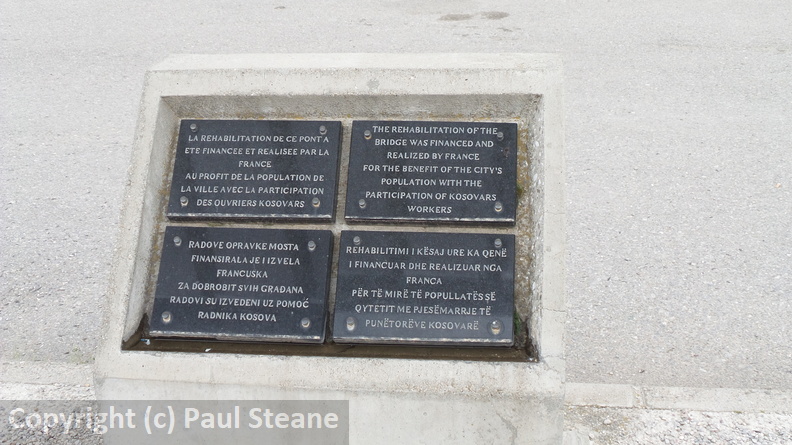 LA REHABILITATION DE CE PONT A
ETE FINANCEE ET REALISEE PAR LA
FRANCE
AU PROFIT DE LA POPULATION DE
LA VILLE AVEC LA PARTICIPATION
DES OUVRIERS KOSOVARS
THE REHABILITATION OF THE
BRIDGE WAS FINANCED AND
REALIZED BY FRANCE
FOR THE BENEFIT OF THE CITY'S
POPULATION WITH THE
PARTICIPATION OF KOSOVARS
WORKERS
RADOVE OPRAVKE MOSTA
FINANSIRALA JE I IZVELA
FRANCUSKA
ZA DOBROBIT SVIH GRAĐANA
RADOVI SU IZVEDENI UZ POMOĆ
RADNIKA KOSOVA
REHABILITIMI I KËSAJ URE KA QENË
I FINANCUAR DHE REALIZUAR NGA
FRANCA
PËR TË MIRË TË POPULLATËS SË
QYTETIT ME PJESËMARRJE TË
PUNËTORËVE KOSOVARË
Copyright (c) Paul Steane